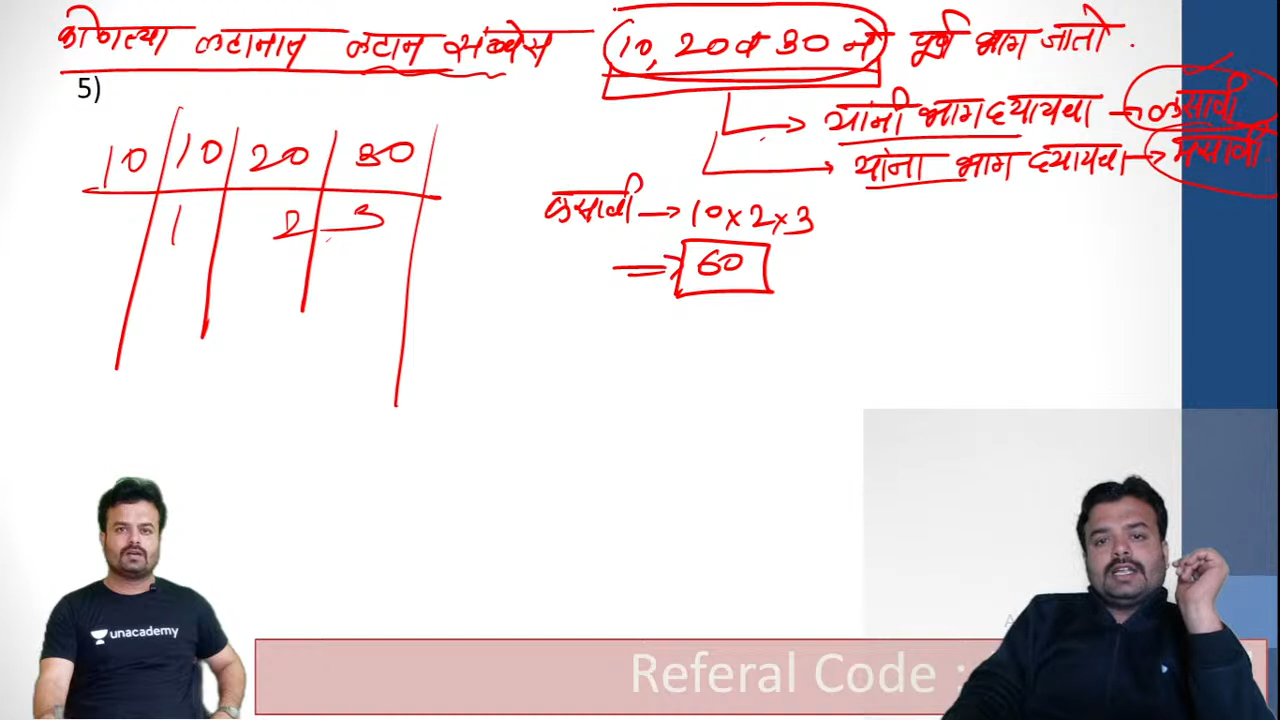 कोणत्या लहानात लहान संख्येस 10, 20 व 30 ने पूर्ण भाग जातो.
5)
यांनी भाग द्यायचा → लसावी
यांना भाग द्यायचा → मसावी
10 | 10 | 20 | 30
1 | 2 | 3
लसावी → 10 x 2 x 3
⇒ 60
unacademy
Referal Code :